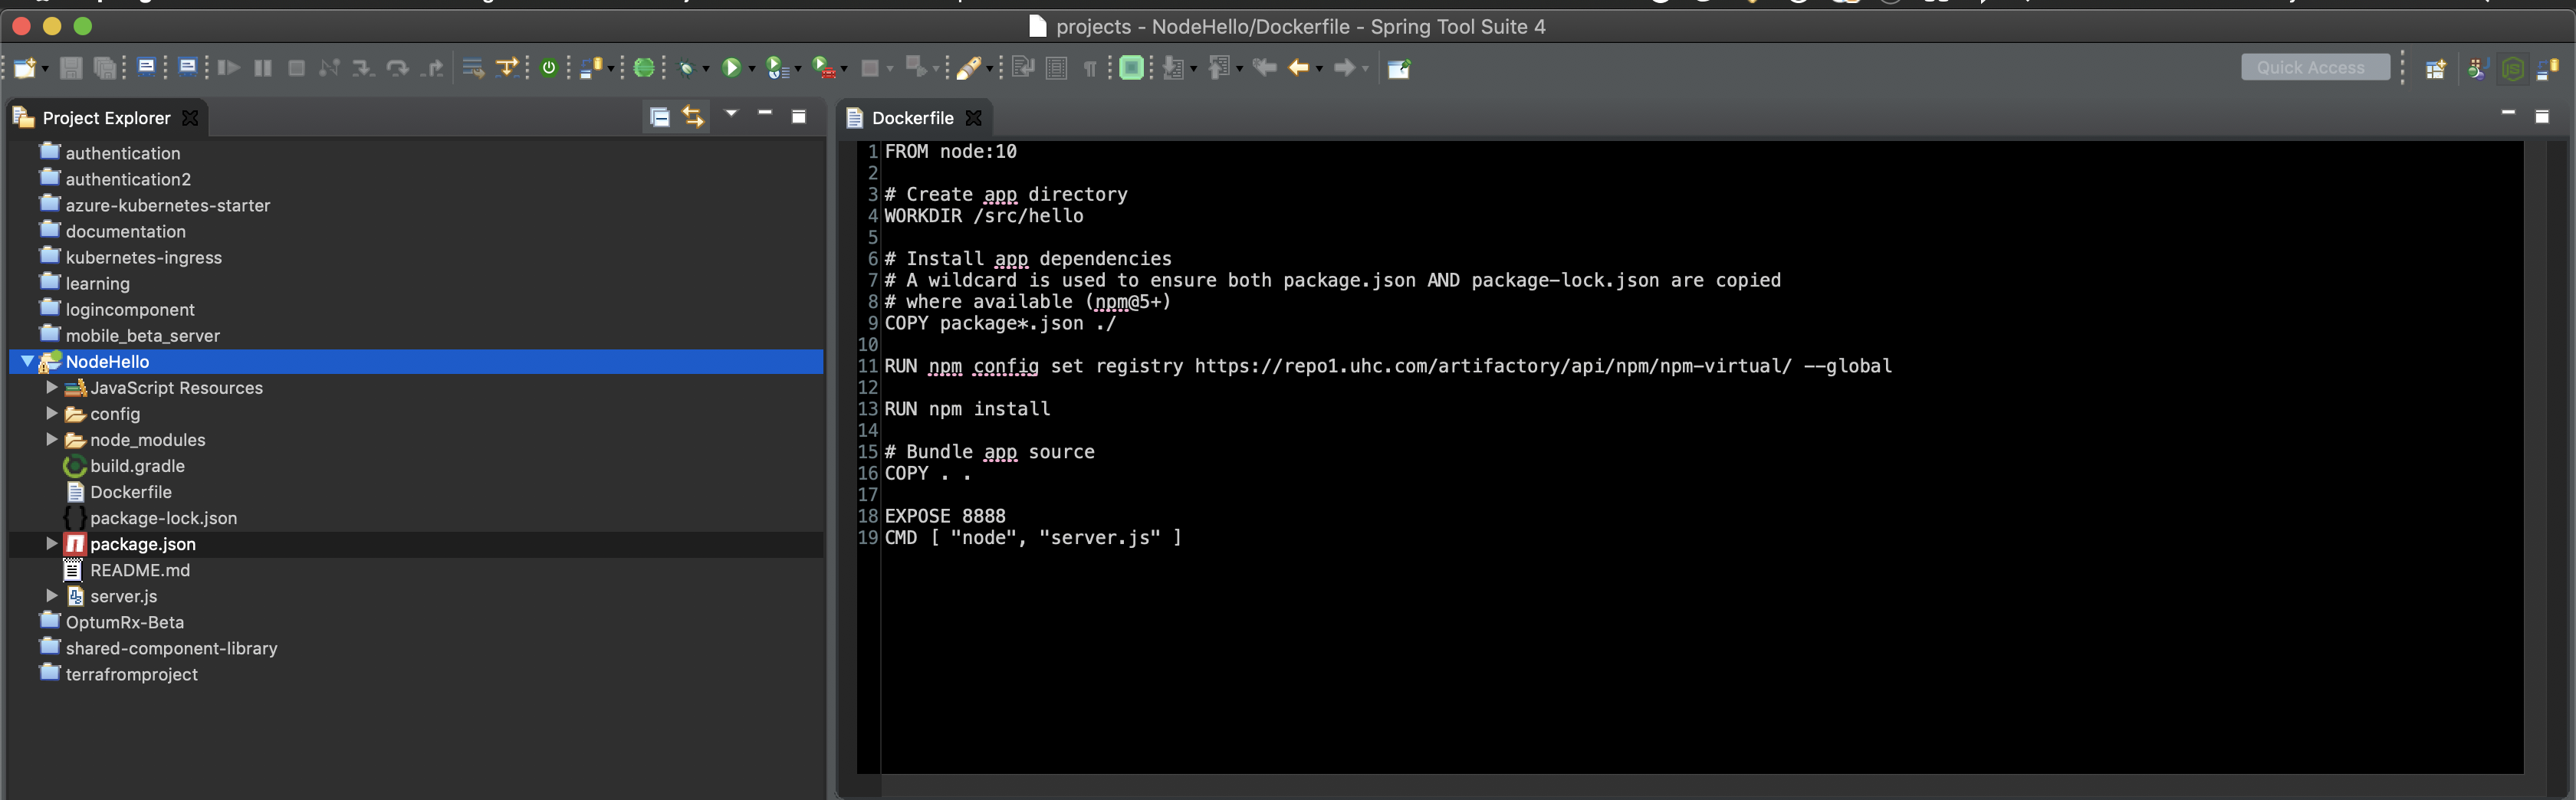 projects - NodeHello/Dockerfile - Spring Tool Suite 4
Quick Access
Project Explorer
authentication
authentication2
azure-kubernetes-starter
documentation
kubernetes-ingress
learning
logincomponent
mobile_beta_server
NodeHello
JavaScript Resources
config
node_modules
build.gradle
Dockerfile
package-lock.json
package.json
README.md
server.js
OptumRx-Beta
shared-component-library
terrafromproject
Dockerfile
1 FROM node:10
2
3 # Create app directory
4 WORKDIR /src/hello
5
6 # Install app dependencies
7 # A wildcard is used to ensure both package.json AND package-lock.json are copied
8 # where available (npm@5+)
9 COPY package*.json ./
10
11 RUN npm config set registry https://repo1.uhc.com/artifactory/api/npm/npm-virtual/ --global
12
13 RUN npm install
14
15 # Bundle app source
16 COPY . .
17
18 EXPOSE 8888
19 CMD [ "node", "server.js" ]